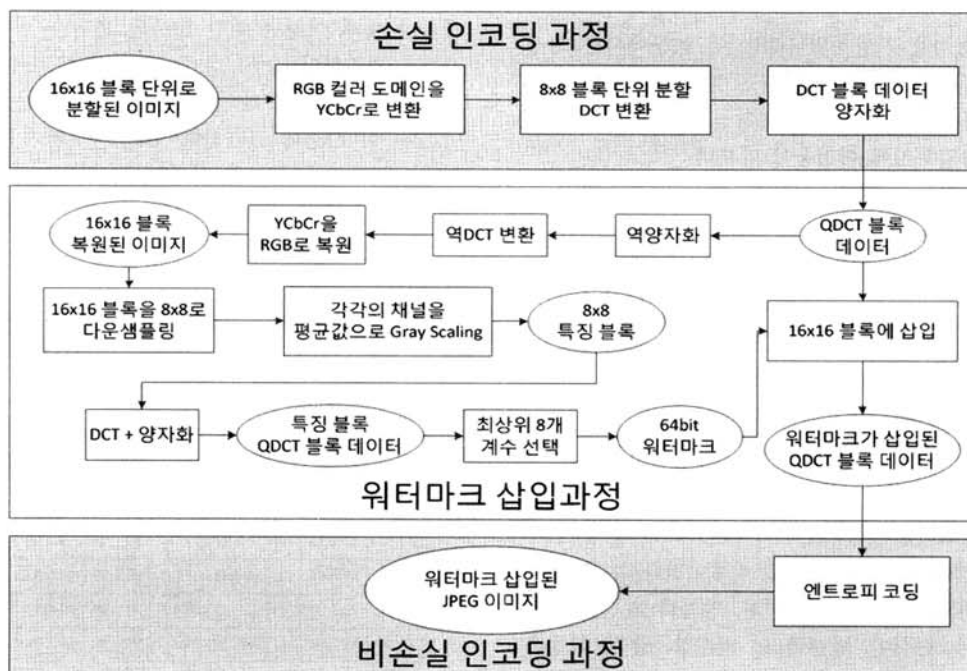 손실 인코딩 과정
16x16 블록 단위로
분할된 이미지
RGB 컬러 도메인을
YCbCr로 변환
8x8 블록 단위 분할
DCT 변환
DCT 블록 데이터
양자화
QDCT 블록
데이터
역양자화
역DCT 변환
YCbCr을
RGB로 복원
16x16 블록
복원된 이미지
16x16 블록을 8x8로
다운샘플링
각각의 채널을
평균값으로 Gray Scaling
8x8
특징 블록
16x16 블록에 삽입
DCT + 양자화
특징 블록
QDCT 블록 데이터
최상위 8개
계수 선택
64bit
워터마크
워터마크가 삽입된
QDCT 블록 데이터
워터마크 삽입과정
엔트로피 코딩
워터마크 삽입된
JPEG 이미지
비손실 인코딩 과정